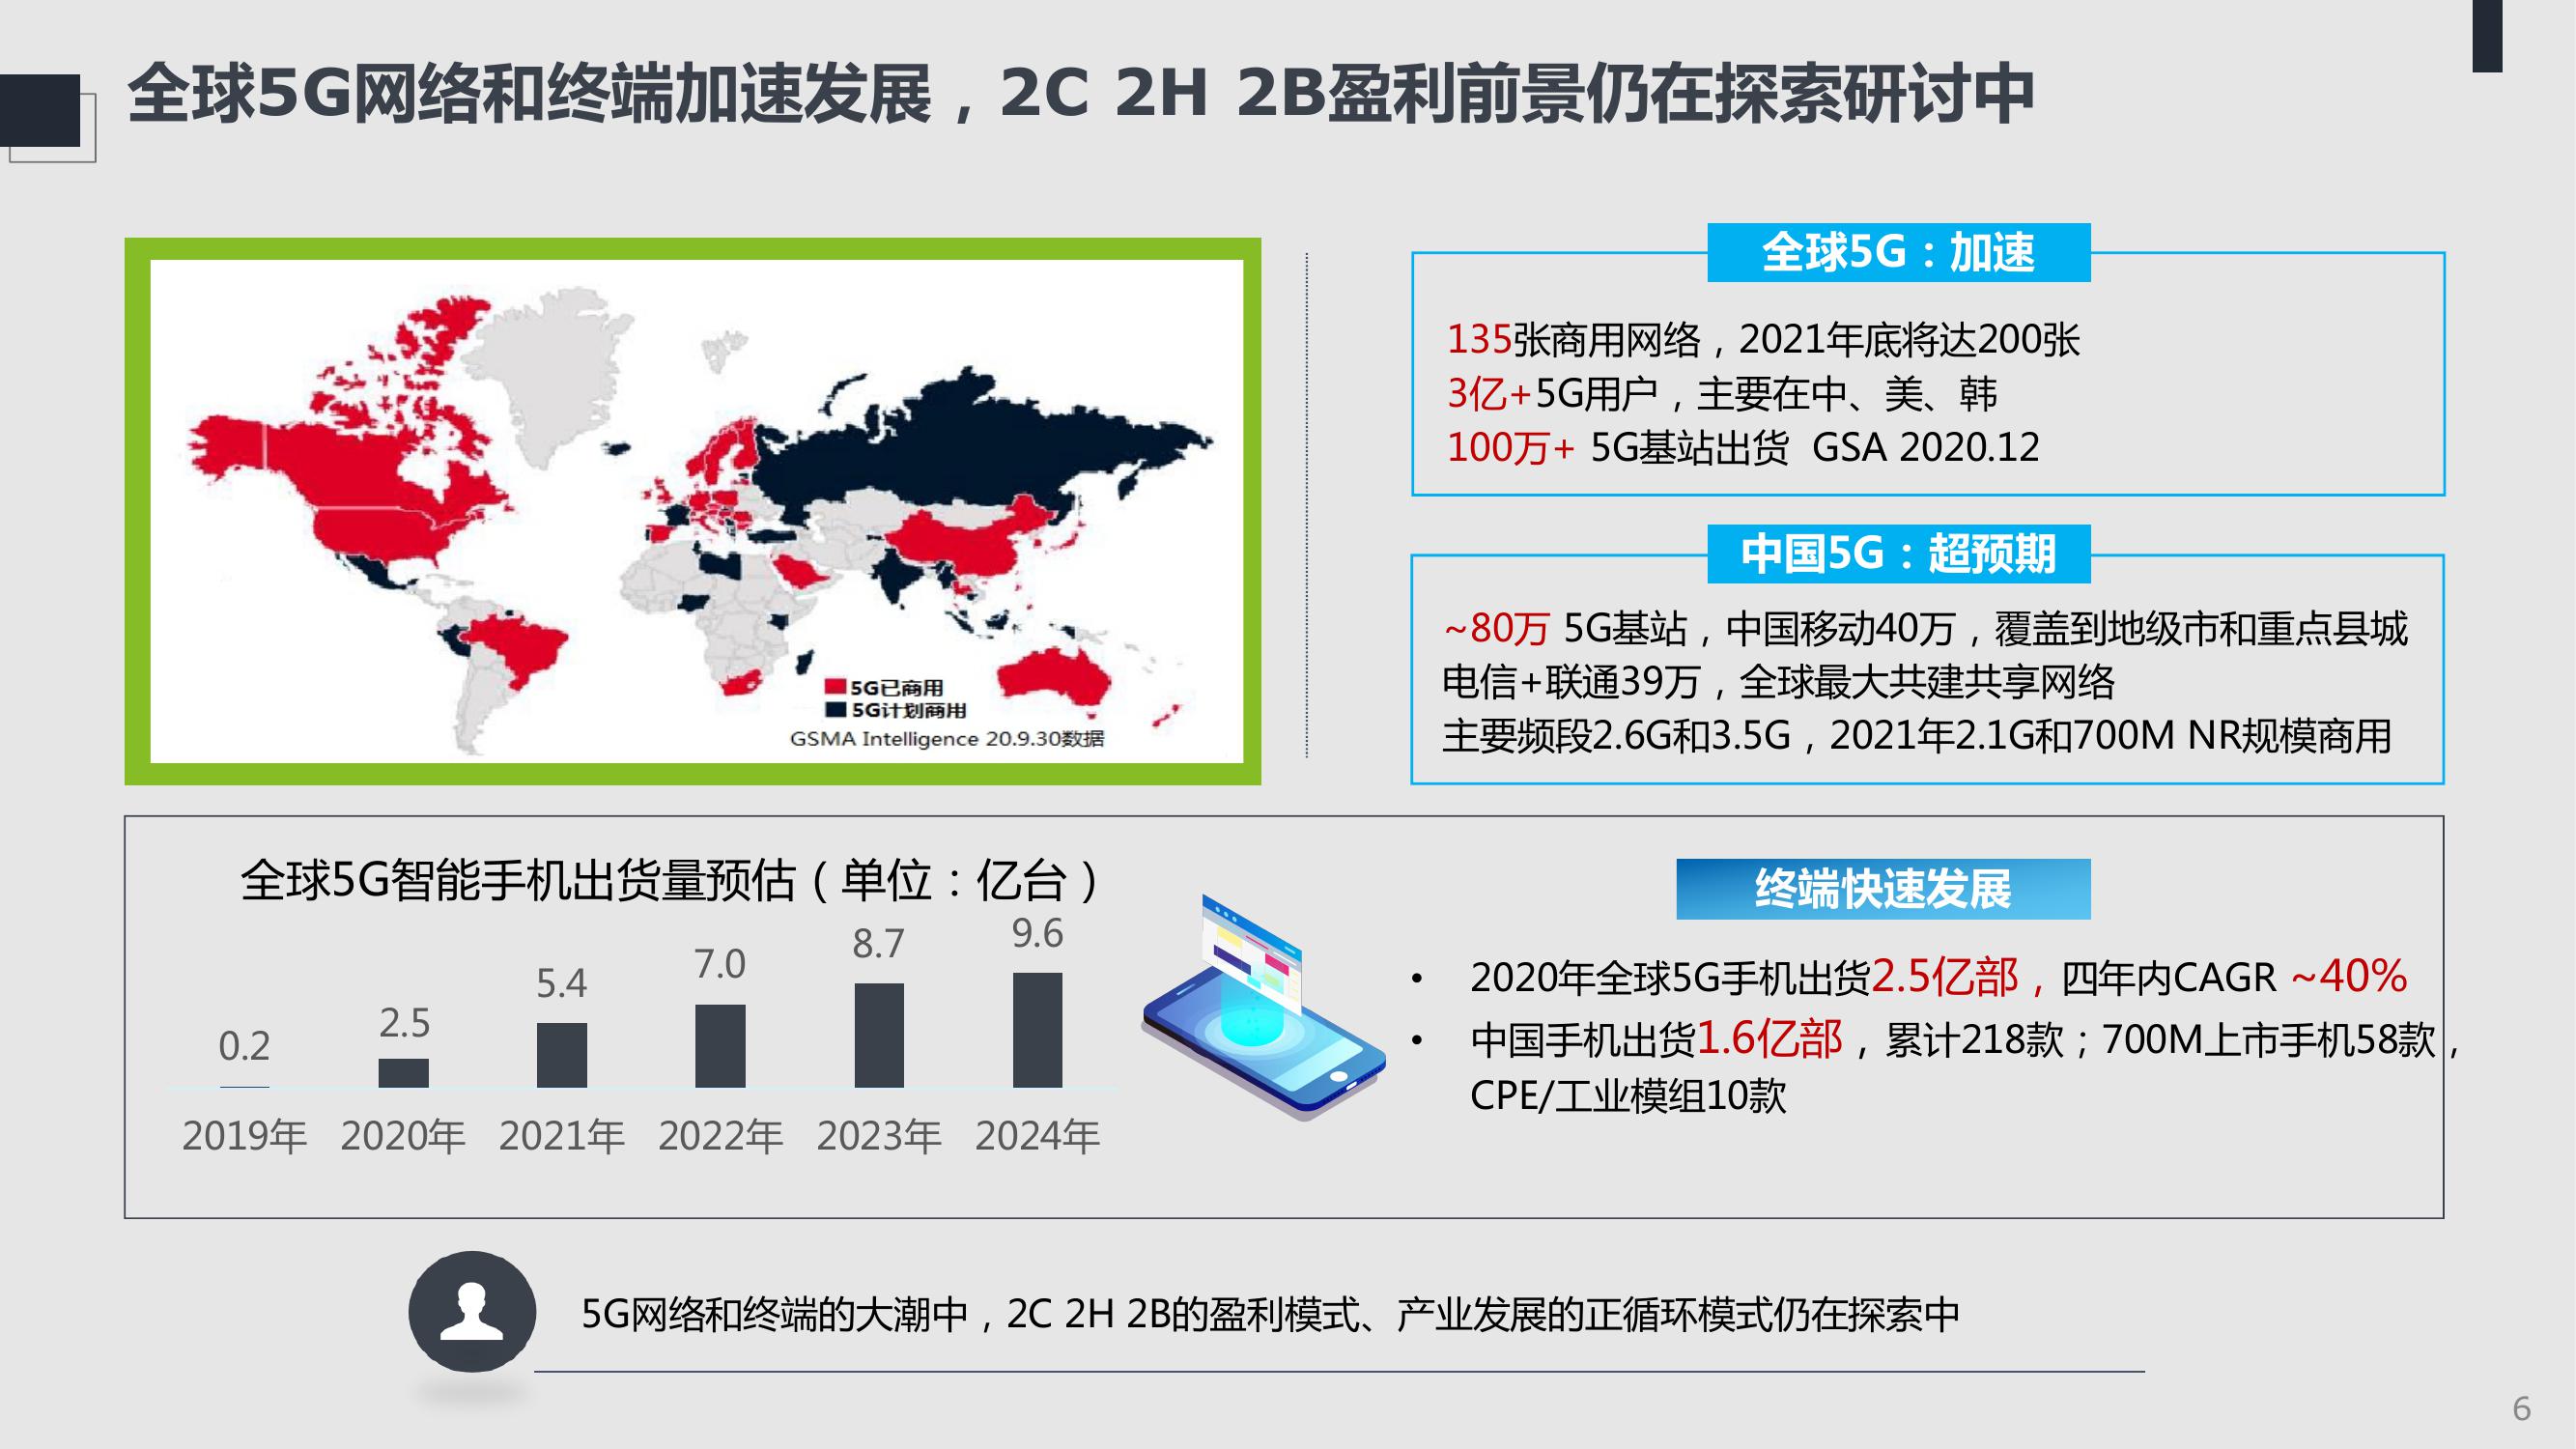 全球5G网络和终端加速发展，2C 2H 2B盈利前景仍在探索研讨中
5G已商用
5G计划商用
GSMA Intelligence 20.9.30数据
全球5G：加速
135张商用网络，2021年底将达200张
3亿+5G用户，主要在中、美、韩
100万+ 5G基站出货 GSA 2020.12
中国5G：超预期
~80万 5G基站，中国移动40万，覆盖到地级市和重点县城
电信+联通39万，全球最大共建共享网络
主要频段2.6G和3.5G，2021年2.1G和700M NR规模商用
全球5G智能手机出货量预估（单位：亿台）
0.2 2.5 5.4 7.0 8.7 9.6
2019年 2020年 2021年 2022年 2023年 2024年
终端快速发展
• 2020年全球5G手机出货2.5亿部，四年内CAGR ~40%
• 中国手机出货1.6亿部，累计218款；700M上市手机58款，
CPE/工业模组10款
5G网络和终端的大潮中，2C 2H 2B的盈利模式、产业发展的正循环模式仍在探索中
6